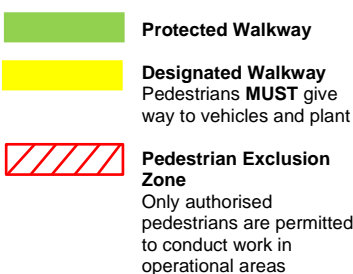 Protected Walkway
Designated Walkway
Pedestrians MUST give
way to vehicles and plant
Pedestrian Exclusion
Zone
Only authorised
pedestrians are permitted
to conduct work in
operational areas